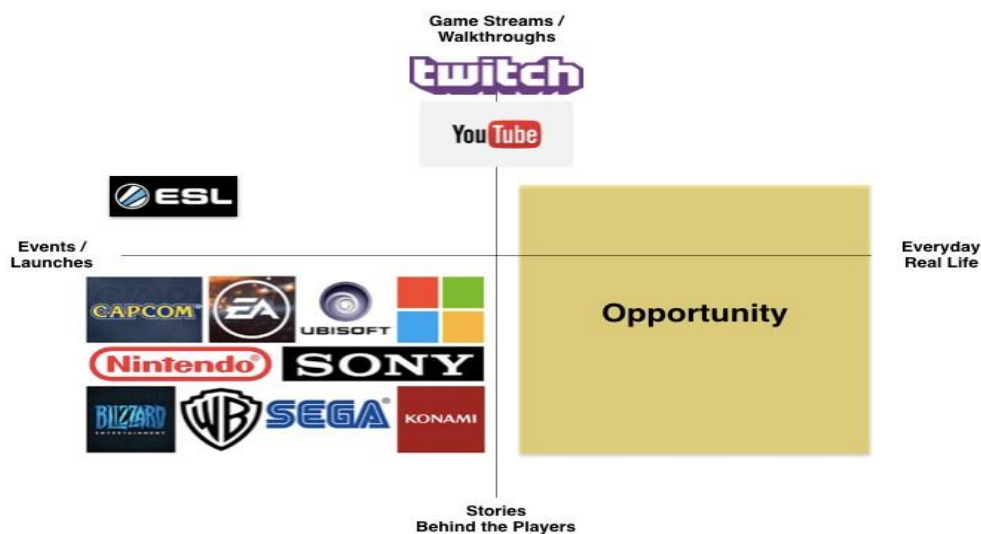 Game Streams /
Walkthroughs
twitch
YouTube
ESL
Events /
Launches
Everyday
Real Life
CAPCOM
EA
UBISOFT
Opportunity
Nintendo®
SONY
BLIZZARD
ENTERTAINMENT
WB
SEGA®
KONAMI
Stories
Behind the Players